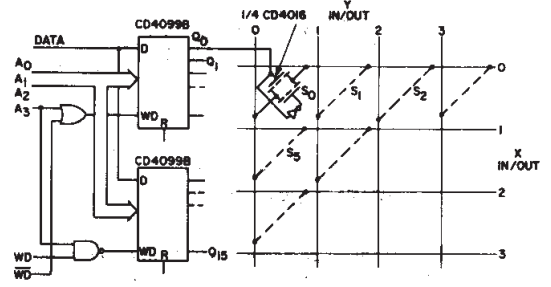 1/4 CD4016
Y
IN/OUT
CD4099B
DATA
Q0
0
1
2
3
D
Q1
A0
A1
A2
A3
S0
S1
S2
0
WD
R
1
CD4099B
S5
X
IN/OUT
D
2
WD
WD
Q15
R
3
W̅D̅